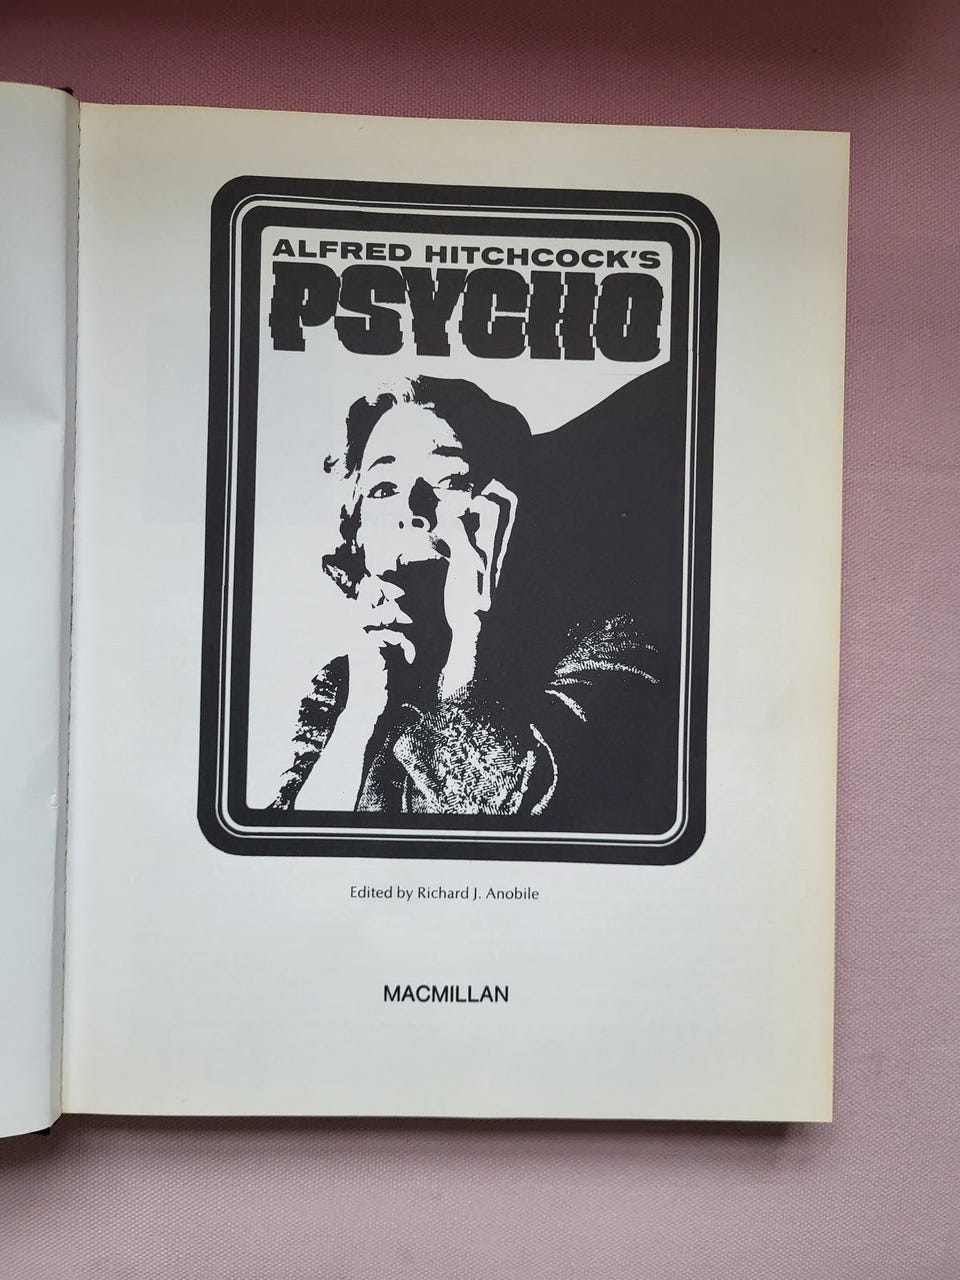 ALFRED HITCHCOCK'S
PSYCHO
Edited by Richard J. Anobile
MACMILLAN